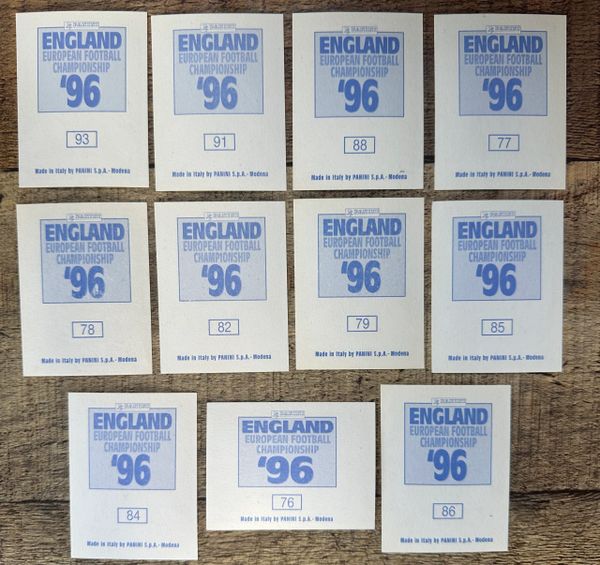 PANINI
ENGLAND
EUROPEAN FOOTBALL
CHAMPIONSHIP
'96
93
Made in Italy by PANINI S.p.A. - Modena
PANINI
ENGLAND
EUROPEAN FOOTBALL
CHAMPIONSHIP
'96
91
Made in Italy by PANINI S.p.A. - Modena
PANINI
ENGLAND
EUROPEAN FOOTBALL
CHAMPIONSHIP
'96
88
Made in Italy by PANINI S.p.A. - Modena
PANINI
ENGLAND
EUROPEAN FOOTBALL
CHAMPIONSHIP
'96
77
Made in Italy by PANINI S.p.A. - Modena
PANINI
ENGLAND
EUROPEAN FOOTBALL
CHAMPIONSHIP
'96
78
Made in Italy by PANINI S.p.A. - Modena
PANINI
ENGLAND
EUROPEAN FOOTBALL
CHAMPIONSHIP
'96
82
Made in Italy by PANINI S.p.A. - Modena
PANINI
ENGLAND
EUROPEAN FOOTBALL
CHAMPIONSHIP
'96
79
Made in Italy by PANINI S.p.A. - Modena
PANINI
ENGLAND
EUROPEAN FOOTBALL
CHAMPIONSHIP
'96
85
Made in Italy by PANINI S.p.A. - Modena
PANINI
ENGLAND
EUROPEAN FOOTBALL
CHAMPIONSHIP
'96
84
Made in Italy by PANINI S.p.A. - Modena
PANINI
ENGLAND
EUROPEAN FOOTBALL
CHAMPIONSHIP
'96
76
Made in Italy by PANINI S.p.A. - Modena
PANINI
ENGLAND
EUROPEAN FOOTBALL
CHAMPIONSHIP
'96
86
Made in Italy by PANINI S.p.A. - Modena